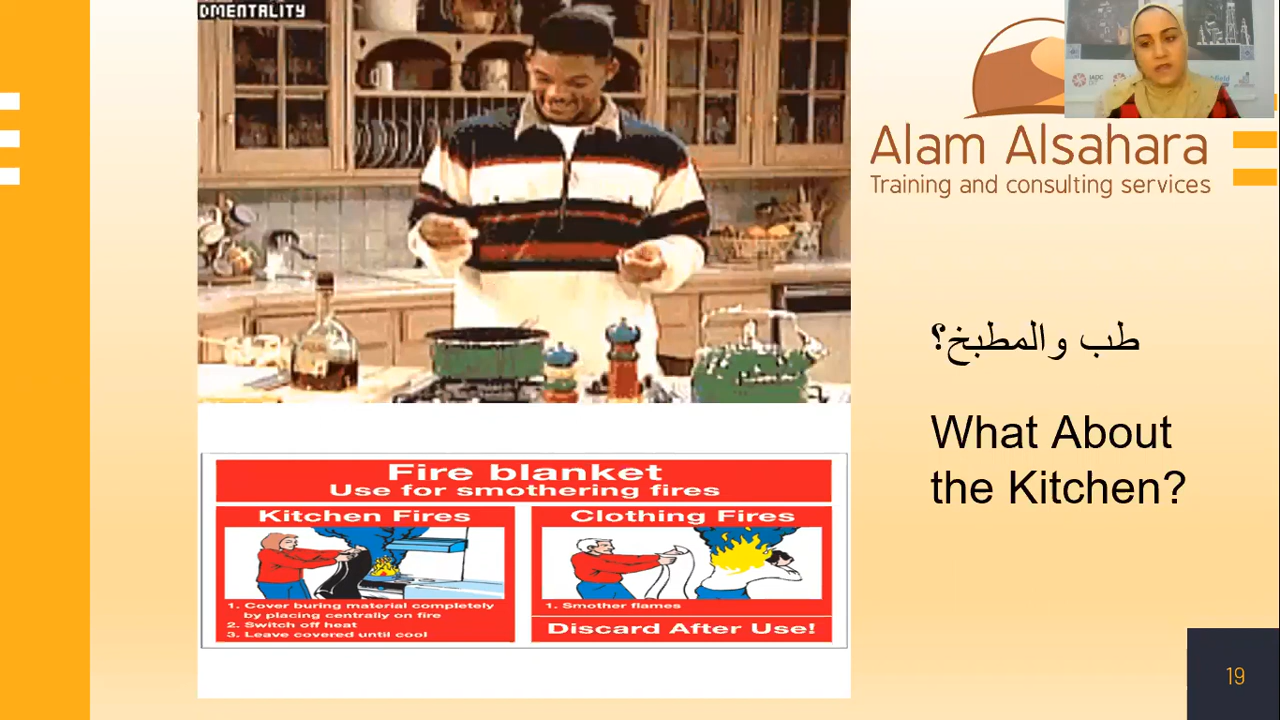 DMENTALITY
Alam Alsahara
Training and consulting services
طب والمطبخ؟
What About
the Kitchen?
Fire blanket
Use for smothering fires
Kitchen Fires
1. Cover buring material completely
by placing centrally on fire
2. Switch off heat
3. Leave covered until cool
Clothing Fires
1. Smother flames
Discard After Use!
19